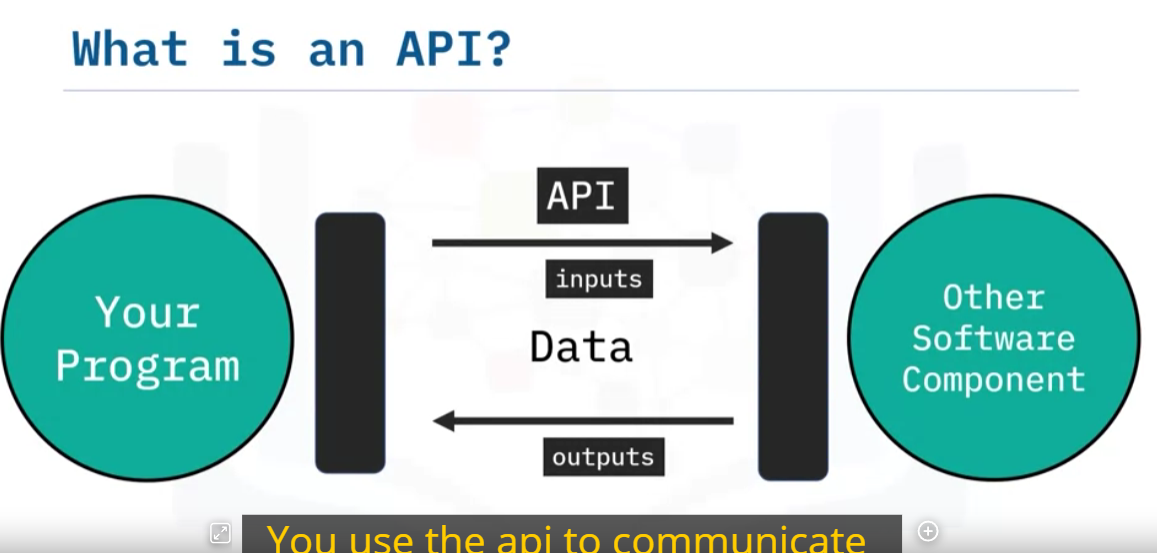 What is an API?
API
inputs
Your
Program
Data
Other
Software
Component
outputs
You use the api to communicate